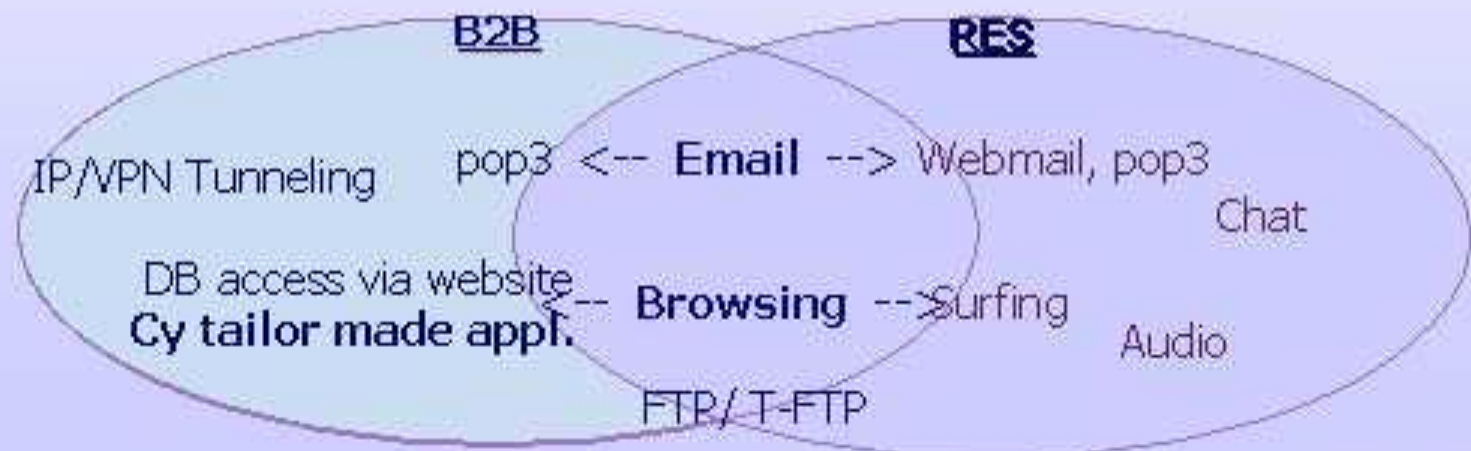 B2B RES
pop3 <-- Email --> Webmail, pop3
IP/VPN Tunneling
Chat
DB access via website
<-- Browsing --> Surfing
Cy tailor made appl.
Audio
FTP/ T-FTP